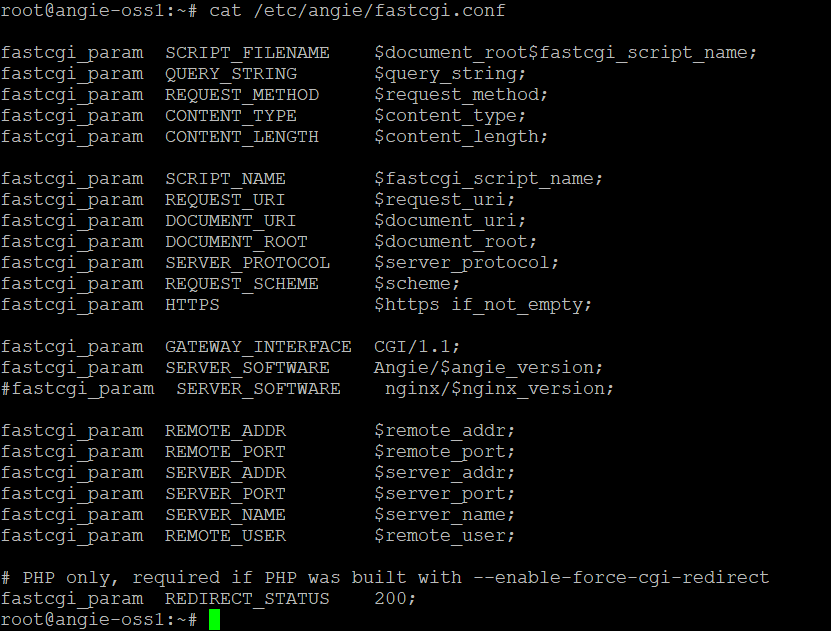 root@angie-oss1:~# cat /etc/angie/fastcgi.conf
fastcgi_param  SCRIPT_FILENAME    $document_root$fastcgi_script_name;
fastcgi_param  QUERY_STRING       $query_string;
fastcgi_param  REQUEST_METHOD     $request_method;
fastcgi_param  CONTENT_TYPE       $content_type;
fastcgi_param  CONTENT_LENGTH     $content_length;
fastcgi_param  SCRIPT_NAME        $fastcgi_script_name;
fastcgi_param  REQUEST_URI        $request_uri;
fastcgi_param  DOCUMENT_URI       $document_uri;
fastcgi_param  DOCUMENT_ROOT      $document_root;
fastcgi_param  SERVER_PROTOCOL    $server_protocol;
fastcgi_param  REQUEST_SCHEME     $scheme;
fastcgi_param  HTTPS              $https if_not_empty;
fastcgi_param  GATEWAY_INTERFACE  CGI/1.1;
fastcgi_param  SERVER_SOFTWARE    Angie/$angie_version;
#fastcgi_param  SERVER_SOFTWARE    nginx/$nginx_version;
fastcgi_param  REMOTE_ADDR        $remote_addr;
fastcgi_param  REMOTE_PORT        $remote_port;
fastcgi_param  SERVER_ADDR        $server_addr;
fastcgi_param  SERVER_PORT        $server_port;
fastcgi_param  SERVER_NAME        $server_name;
fastcgi_param  REMOTE_USER        $remote_user;
# PHP only, required if PHP was built with --enable-force-cgi-redirect
fastcgi_param  REDIRECT_STATUS    200;
root@angie-oss1:~#